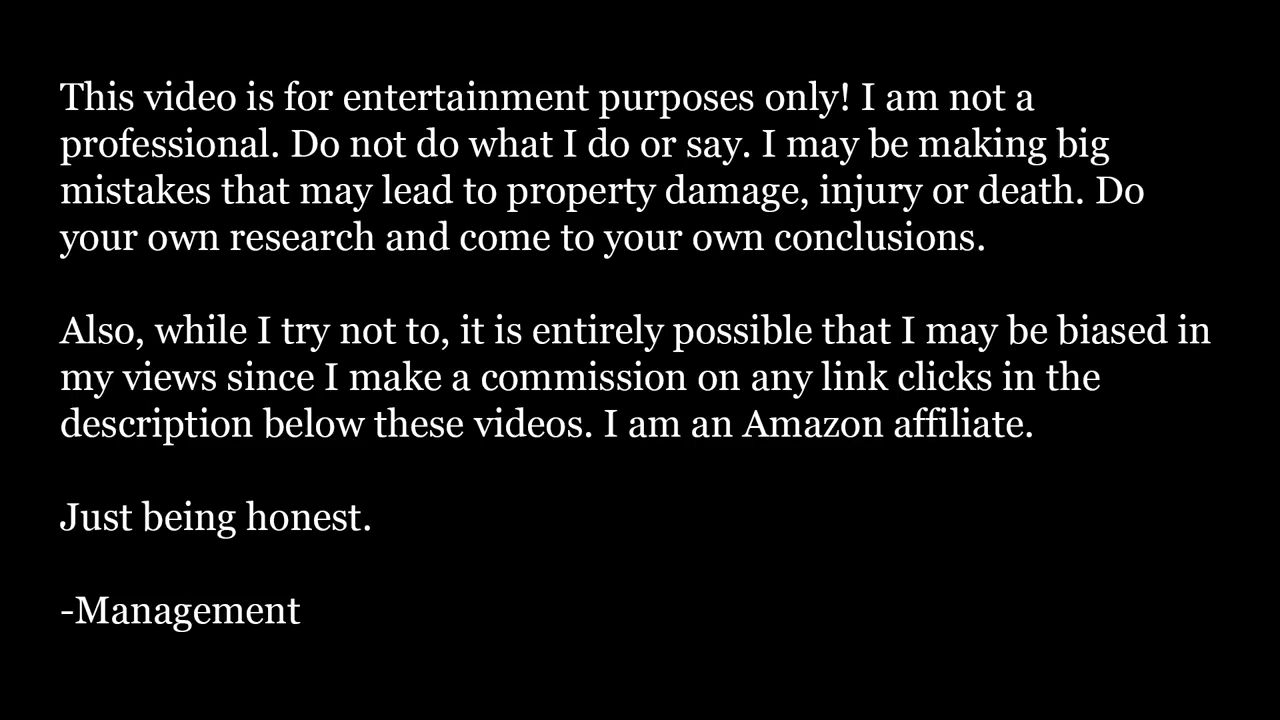 This video is for entertainment purposes only! I am not a
professional. Do not do what I do or say. I may be making big
mistakes that may lead to property damage, injury or death. Do
your own research and come to your own conclusions.
Also, while I try not to, it is entirely possible that I may be biased in
my views since I make a commission on any link clicks in the
description below these videos. I am an Amazon affiliate.
Just being honest.
-Management